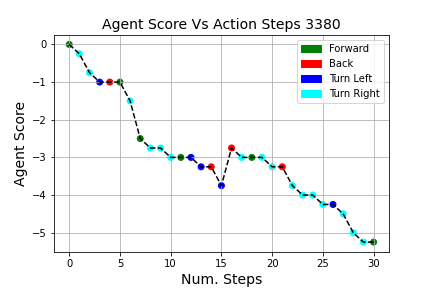 Agent Score Vs Action Steps 3380
Forward
Back
Turn Left
Turn Right
Agent Score
0
−1
−2
−3
−4
−5
0 5 10 15 20 25 30
Num. Steps